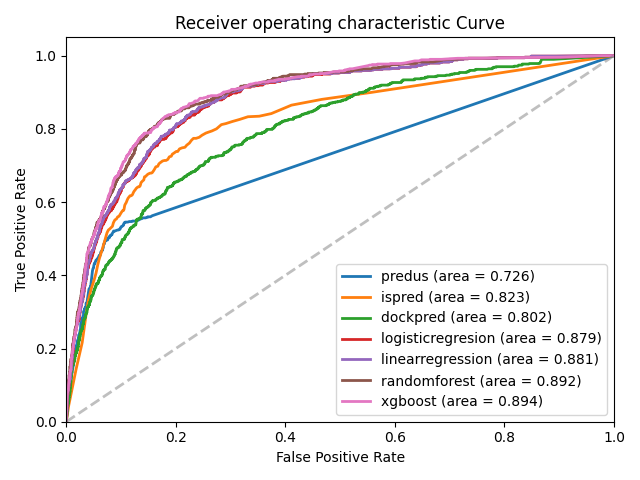 Receiver operating characteristic Curve
True Positive Rate
1.0
0.8
0.6
0.4
0.2
0.0
predus (area = 0.726)
ispred (area = 0.823)
dockpred (area = 0.802)
logisticregresion (area = 0.879)
linearregression (area = 0.881)
randomforest (area = 0.892)
xgboost (area = 0.894)
0.0 0.2 0.4 0.6 0.8 1.0
False Positive Rate